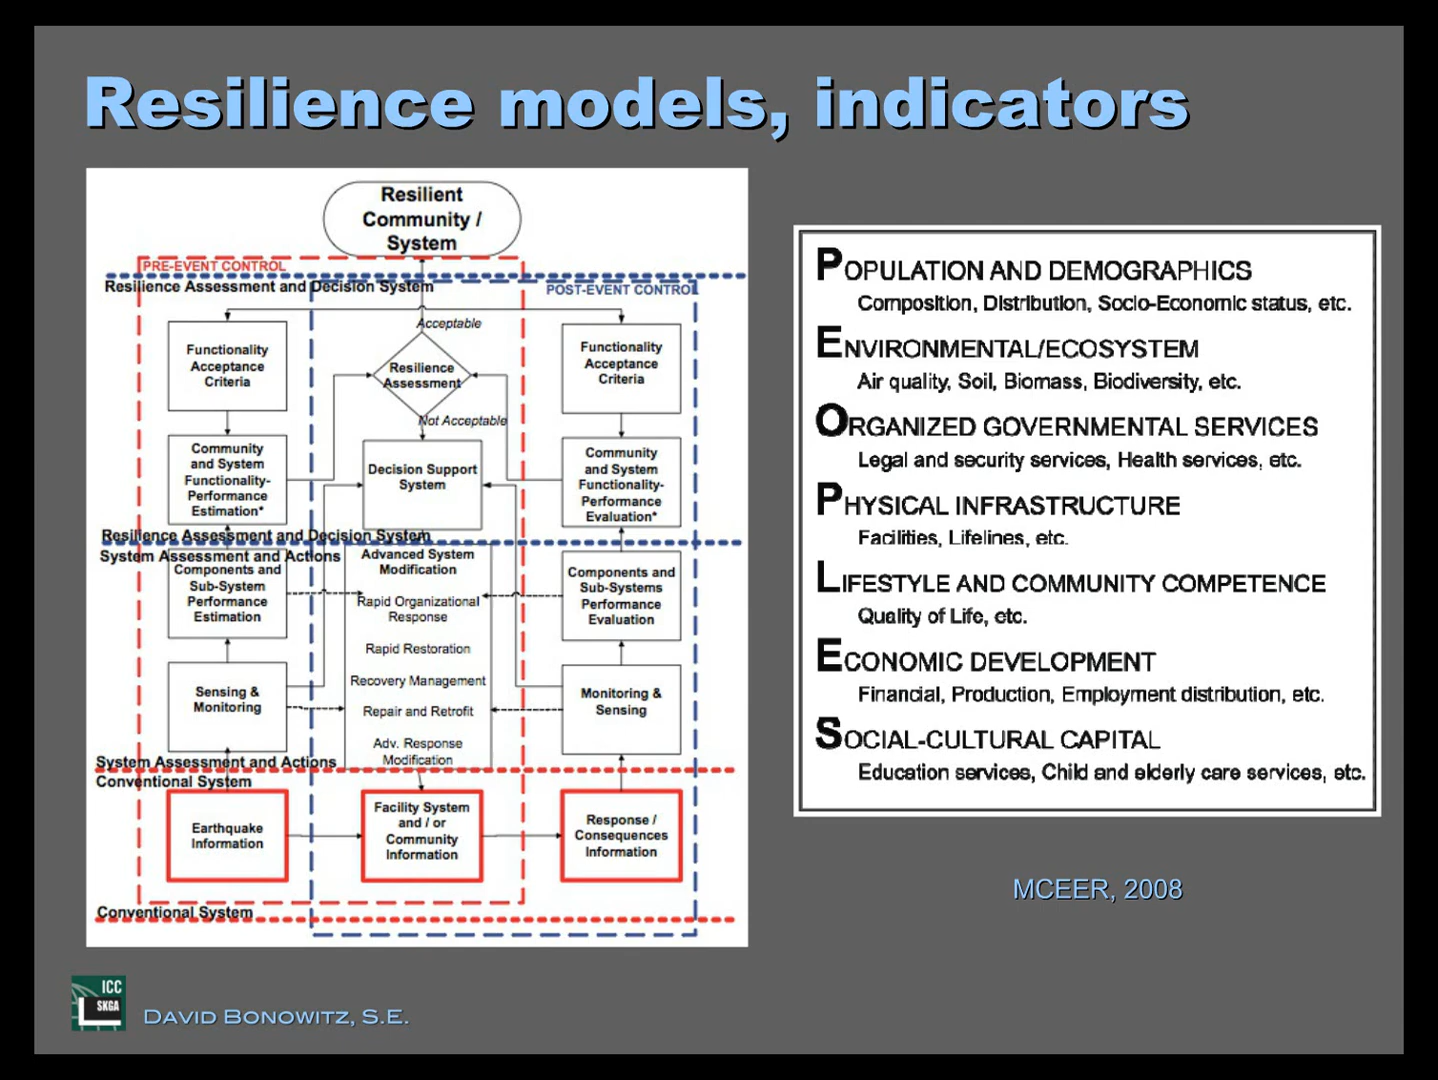 Resilience models, indicators
Resilient
Community /
System
PRE-EVENT CONTROL
Resilience Assessment and Decision System
POST-EVENT CONTROL
Acceptable
Functionality
Acceptance
Criteria
Resilience
Assessment
Functionality
Acceptance
Criteria
Not Acceptable
Community
and System
Functionality-
Performance
Estimation*
Decision Support
System
Community
and System
Functionality-
Performance
Evaluation*
Resilience Assessment and Decision System
System Assessment and Actions
Components and
Sub-System
Performance
Estimation
Advanced System
Modification
Rapid Organizational
Response
Rapid Restoration
Recovery Management
Repair and Retrofit
Adv. Response
Modification
Components and
Sub-Systems
Performance
Evaluation
Sensing &
Monitoring
Monitoring &
Sensing
System Assessment and Actions
Conventional System
Earthquake
Information
Facility System
and / or
Community
Information
Response /
Consequences
Information
Conventional System
POPULATION AND DEMOGRAPHICS
Composition, Distribution, Socio-Economic status, etc.
ENVIRONMENTAL/ECOSYSTEM
Air quality, Soil, Biomass, Biodiversity, etc.
ORGANIZED GOVERNMENTAL SERVICES
Legal and security services, Health services, etc.
PHYSICAL INFRASTRUCTURE
Facilities, Lifelines, etc.
LIFESTYLE AND COMMUNITY COMPETENCE
Quality of Life, etc.
ECONOMIC DEVELOPMENT
Financial, Production, Employment distribution, etc.
SOCIAL-CULTURAL CAPITAL
Education services, Child and elderly care services, etc.
MCEER, 2008
ICC
SKGA
DAVID BONOWITZ, S.E.